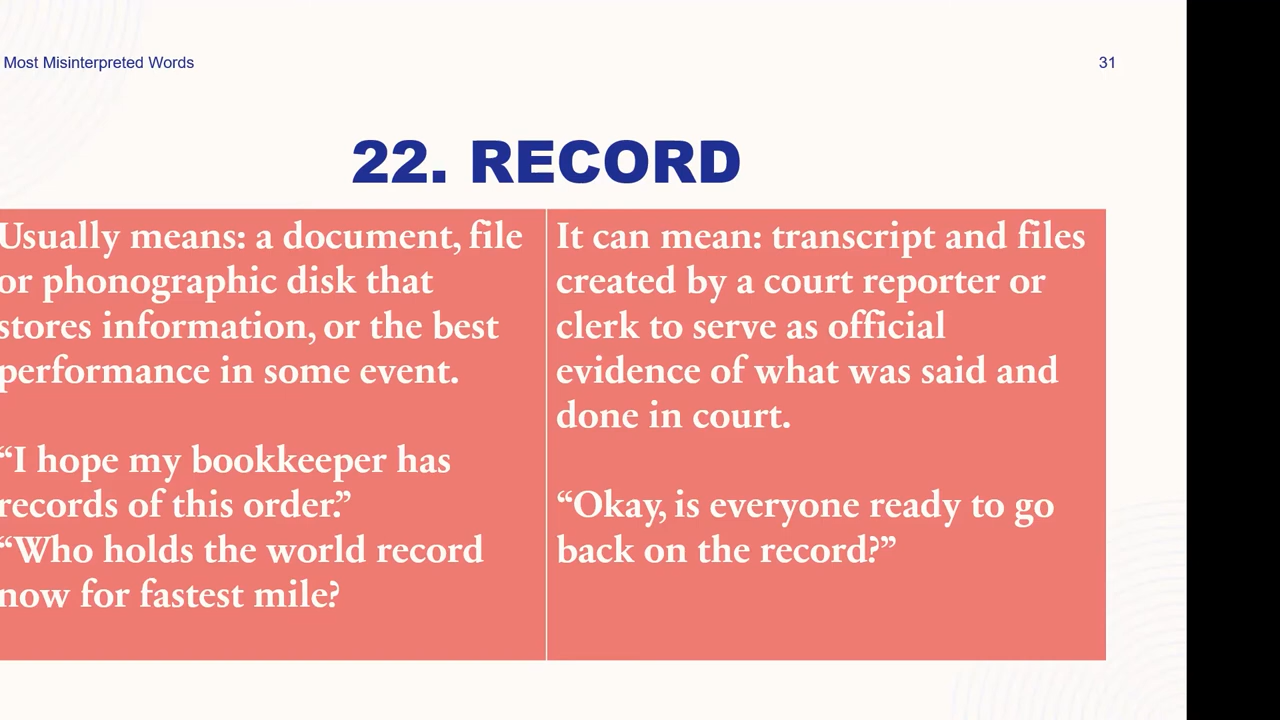 Most Misinterpreted Words
31
22. RECORD
Usually means: a document, file
or phonographic disk that
stores information, or the best
performance in some event.
“I hope my bookkeeper has
records of this order.”
“Who holds the world record
now for fastest mile?
It can mean: transcript and files
created by a court reporter or
clerk to serve as official
evidence of what was said and
done in court.
“Okay, is everyone ready to go
back on the record?”